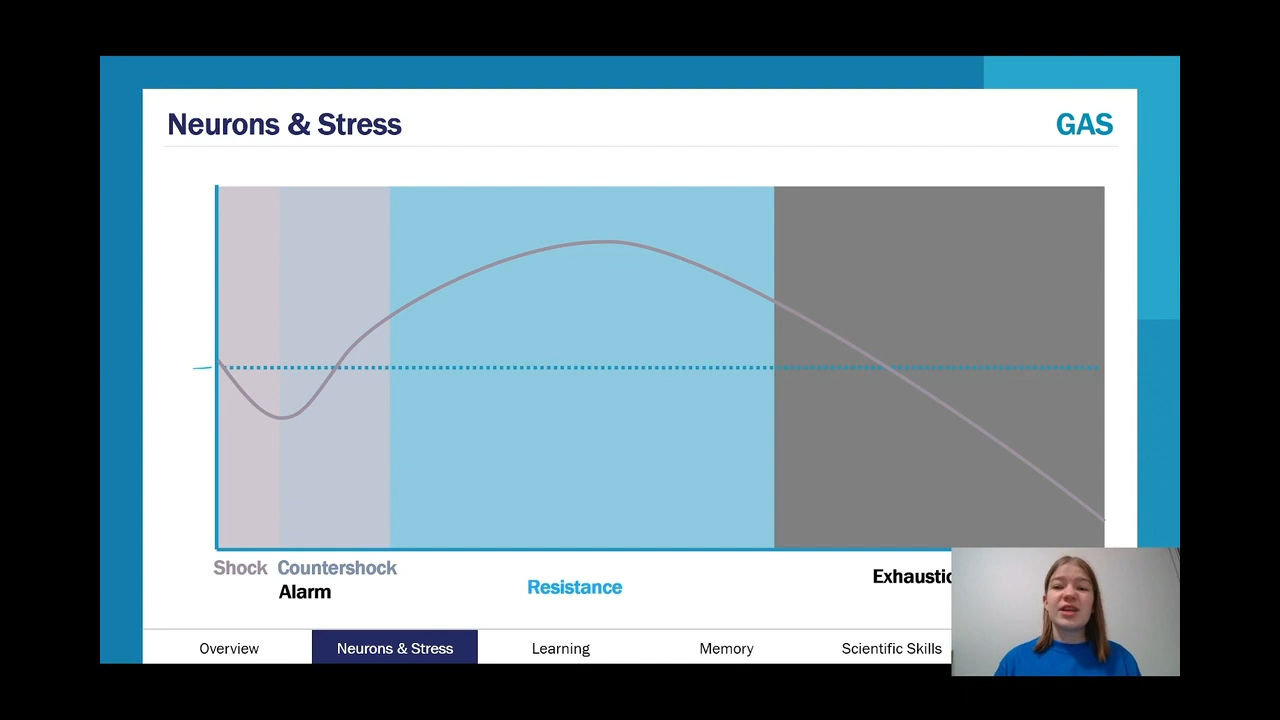 Neurons & Stress
GAS
Shock Countershock
Alarm
Resistance
Overview
Neurons & Stress
Learning
Memory
Scientific Skills